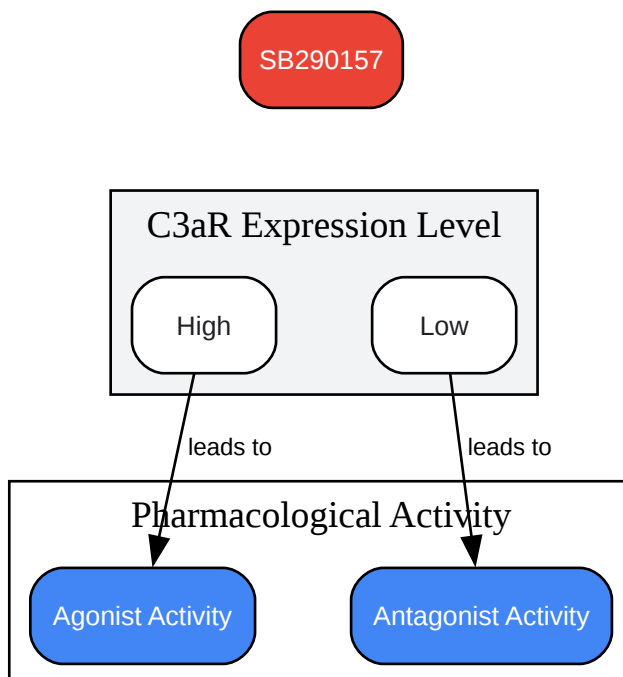 SB290157
C3aR Expression Level
High
Low
leads to
leads to
Pharmacological Activity
Agonist Activity
Antagonist Activity